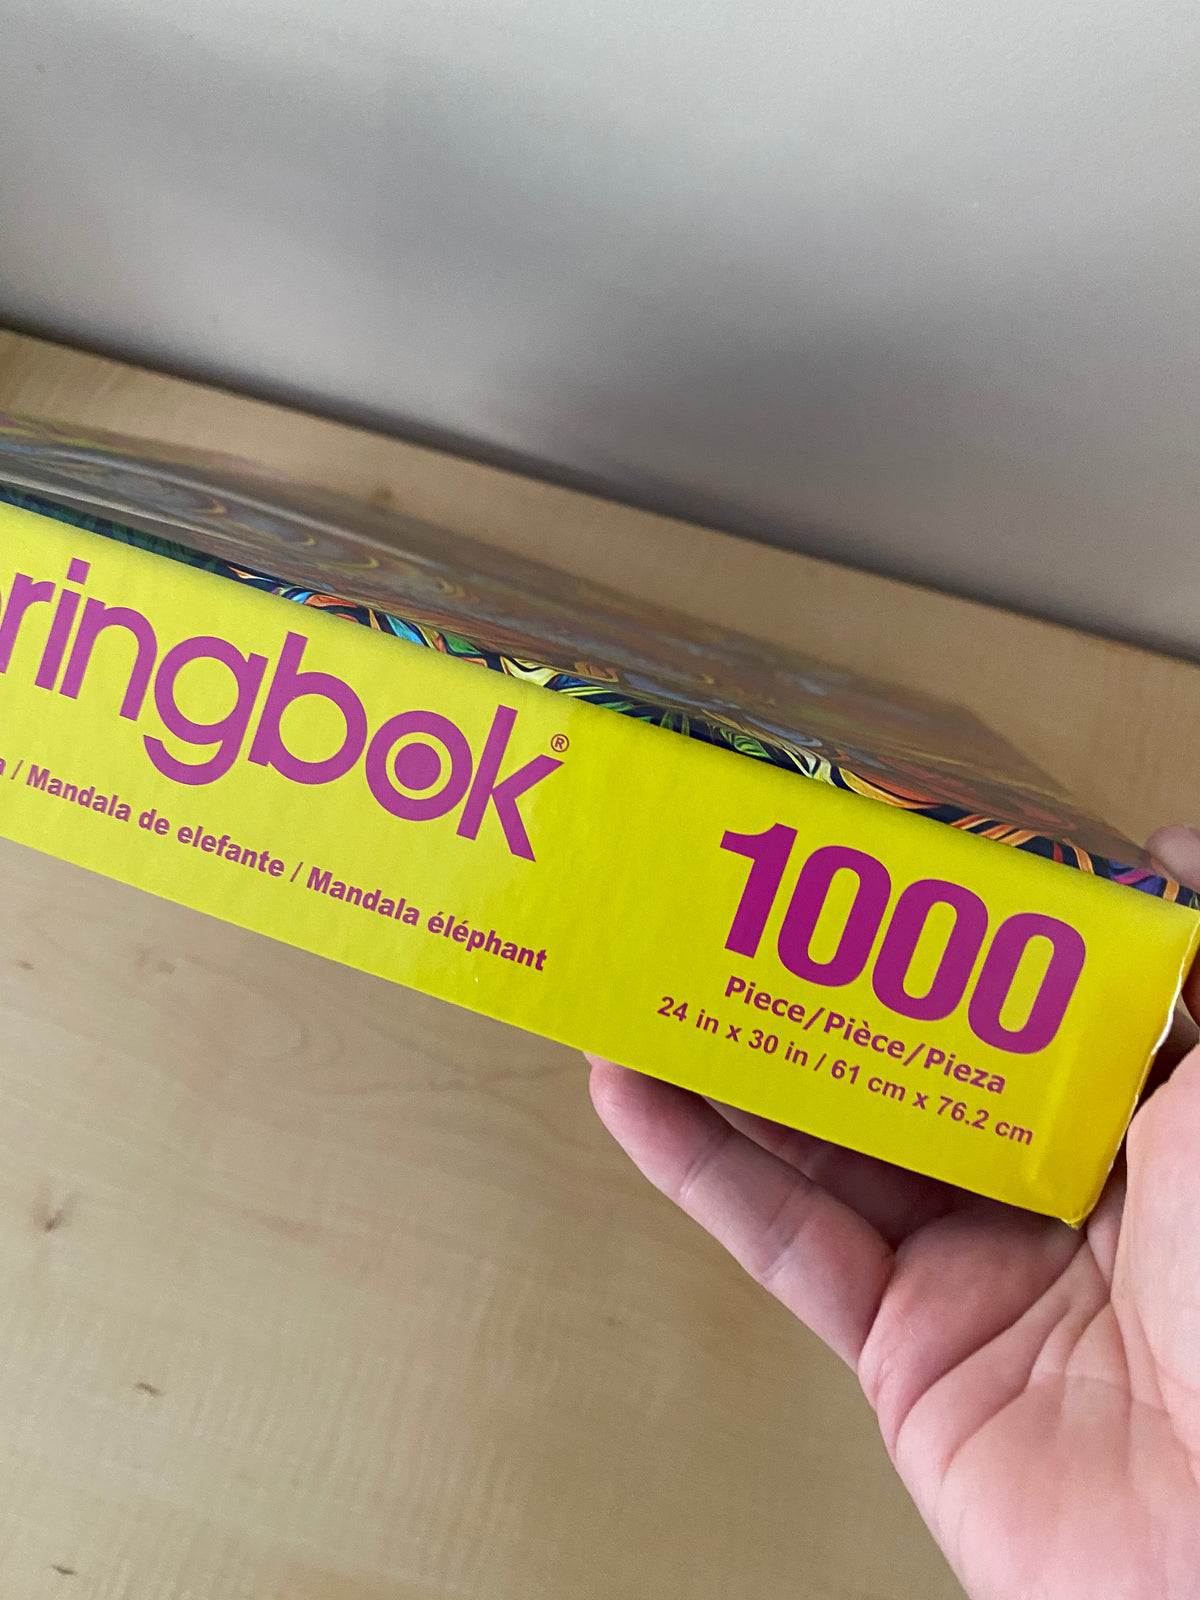 ringbok®
/ Mandala de elefante / Mandala éléphant
1000
Piece/Pièce/Pieza
24 in x 30 in / 61 cm x 76.2 cm